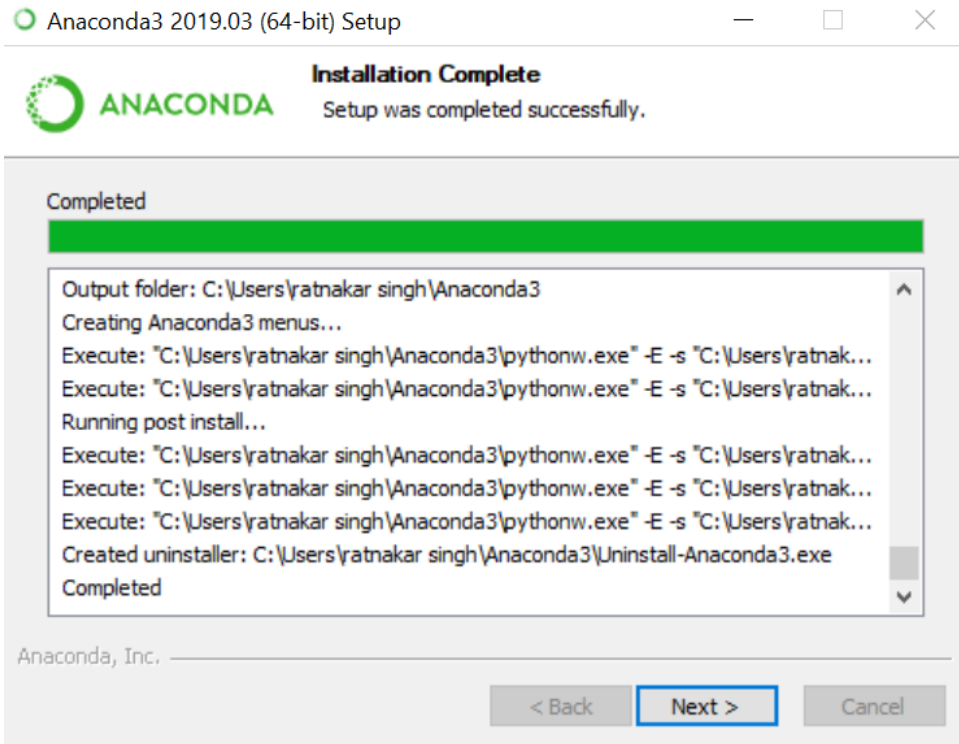 Anaconda3 2019.03 (64-bit) Setup
ANACONDA
Installation Complete
Setup was completed successfully.
Completed
Output folder: C:\Users\ratnakar singh\Anaconda3
Creating Anaconda3 menus...
Execute: "C:\Users\ratnakar singh\Anaconda3\pythonw.exe" -E -s "C:\Users\ratnak...
Execute: "C:\Users\ratnakar singh\Anaconda3\pythonw.exe" -E -s "C:\Users\ratnak...
Running post install...
Execute: "C:\Users\ratnakar singh\Anaconda3\pythonw.exe" -E -s "C:\Users\ratnak...
Execute: "C:\Users\ratnakar singh\Anaconda3\pythonw.exe" -E -s "C:\Users\ratnak...
Execute: "C:\Users\ratnakar singh\Anaconda3\pythonw.exe" -E -s "C:\Users\ratnak...
Created uninstaller: C:\Users\ratnakar singh\Anaconda3\Uninstall-Anaconda3.exe
Completed
Anaconda, Inc.
< Back Next > Cancel